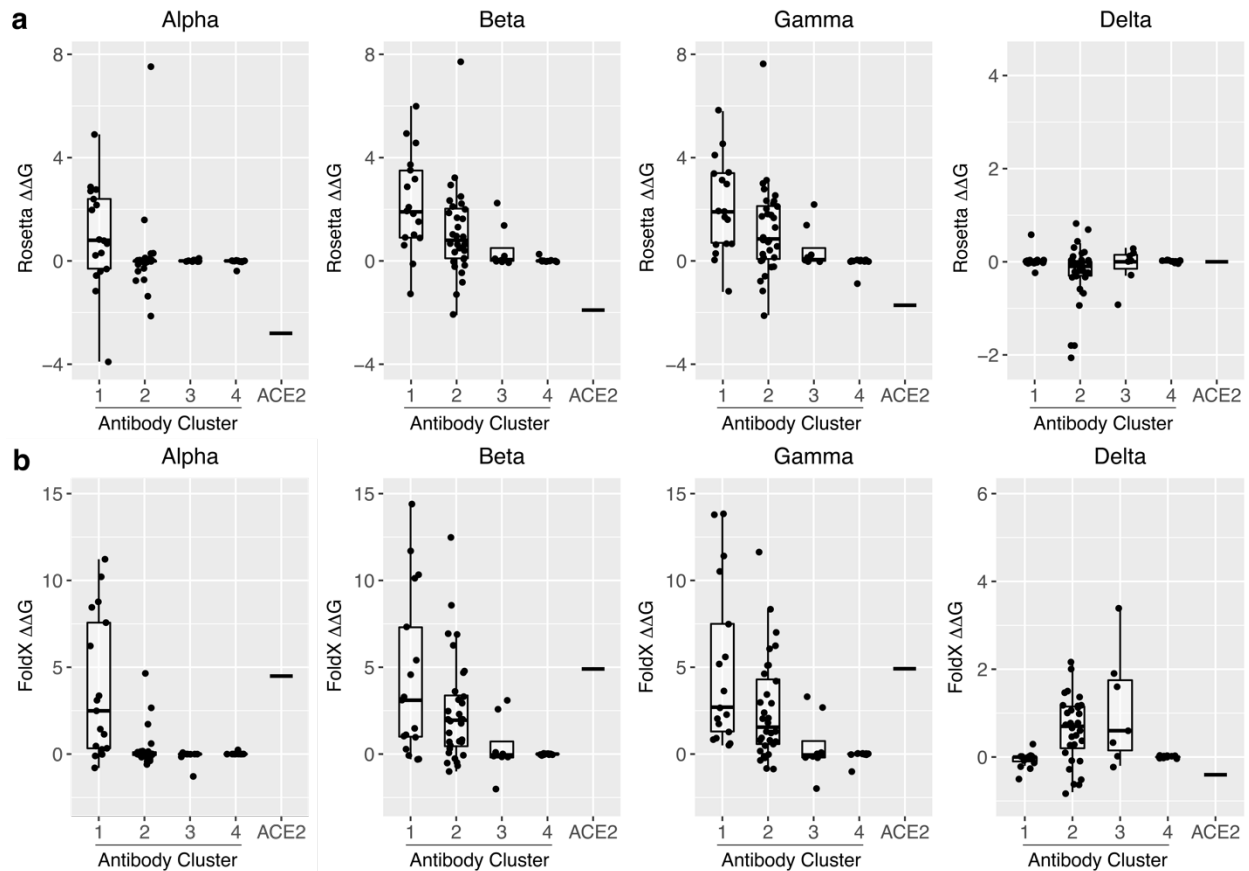 a
Alpha
Beta
Gamma
Delta
Rosetta ΔΔG
8
4
0
−4
1 2 3 4 ACE2
Antibody Cluster
Rosetta ΔΔG
8
4
0
−4
1 2 3 4 ACE2
Antibody Cluster
Rosetta ΔΔG
8
4
0
−4
1 2 3 4 ACE2
Antibody Cluster
Rosetta ΔΔG
4
2
0
−2
1 2 3 4 ACE2
Antibody Cluster
b
Alpha
Beta
Gamma
Delta
FoldX ΔΔG
15
10
5
0
1 2 3 4 ACE2
Antibody Cluster
FoldX ΔΔG
15
10
5
0
1 2 3 4 ACE2
Antibody Cluster
FoldX ΔΔG
15
10
5
0
1 2 3 4 ACE2
Antibody Cluster
FoldX ΔΔG
6
4
2
0
1 2 3 4 ACE2
Antibody Cluster